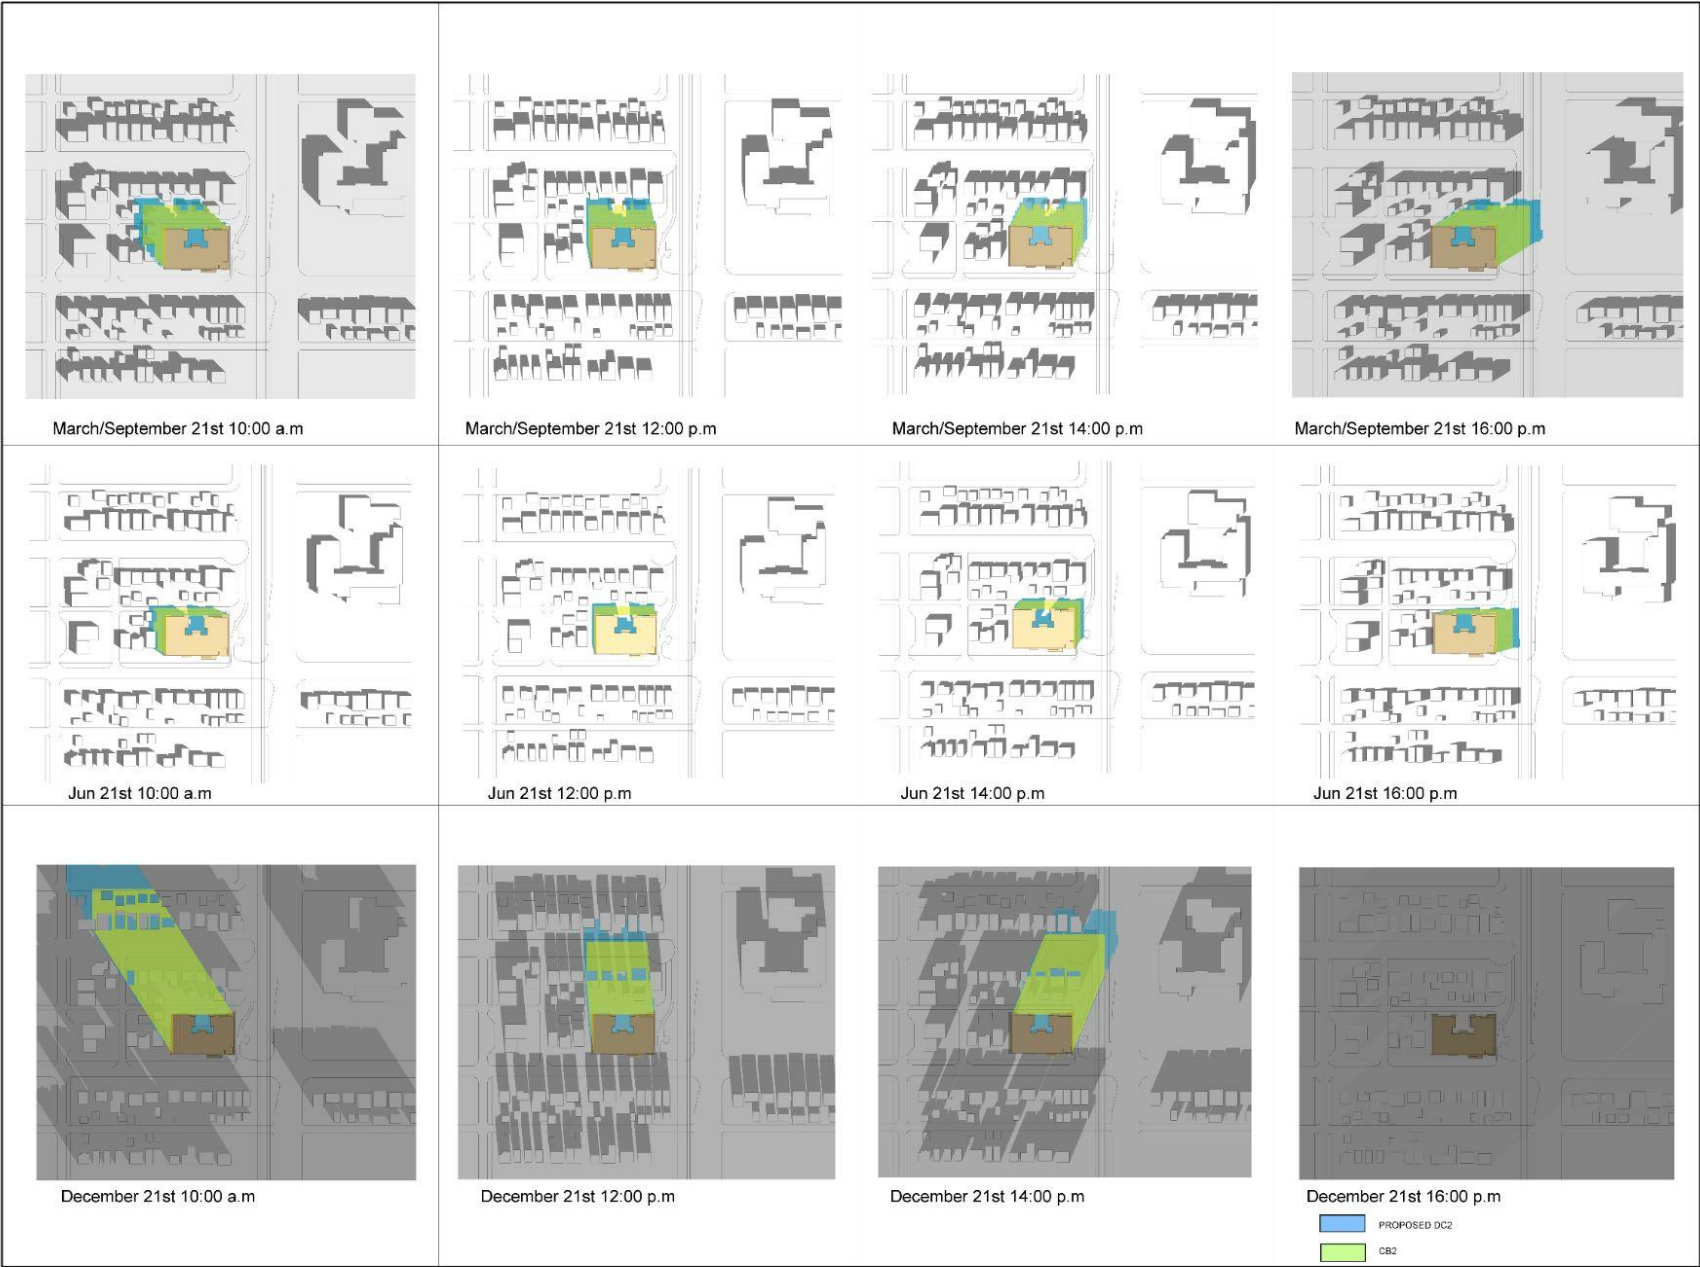 March/September 21st 10:00 a.m
March/September 21st 12:00 p.m
March/September 21st 14:00 p.m
March/September 21st 16:00 p.m
Jun 21st 10:00 a.m
Jun 21st 12:00 p.m
Jun 21st 14:00 p.m
Jun 21st 16:00 p.m
December 21st 10:00 a.m
December 21st 12:00 p.m
December 21st 14:00 p.m
December 21st 16:00 p.m
PROPOSED DC2
CB2